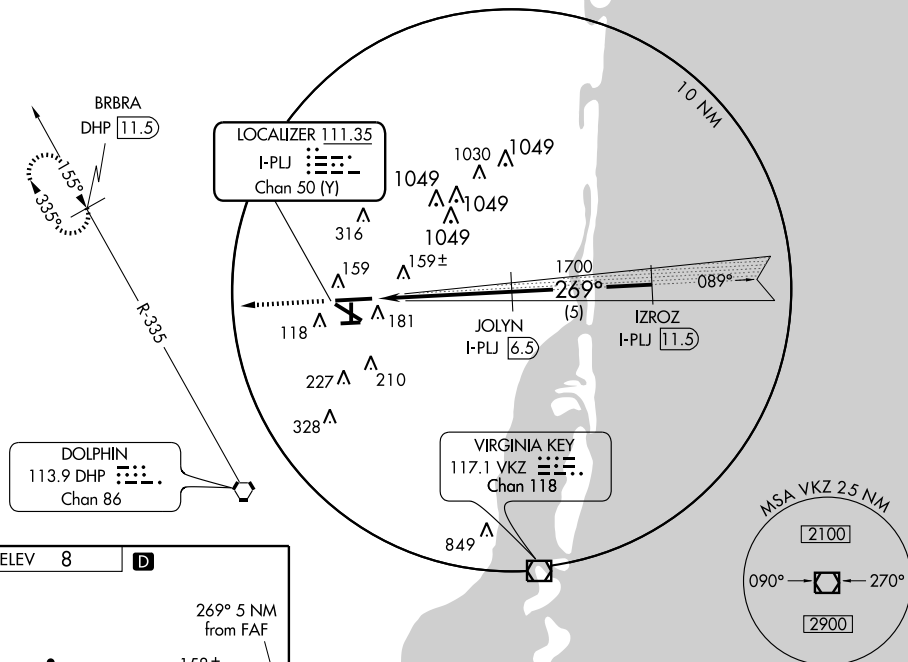 10 NM
BRBRA
DHP 11.5
155°
335°
R-335
LOCALIZER 111.35
I-PLJ
Chan 50 (Y)
1030
1049
1049
1049
1049
316
159
159±
118
181
227
210
328
1700
269°
(5)
089°
JOLYN
I-PLJ 6.5
IZROZ
I-PLJ 11.5
DOLPHIN
113.9 DHP
Chan 86
VIRGINIA KEY
117.1 VKZ
Chan 118
849
MSA VKZ 25 NM
2100
090°
270°
2900
ELEV 8
D
269° 5 NM
from FAF